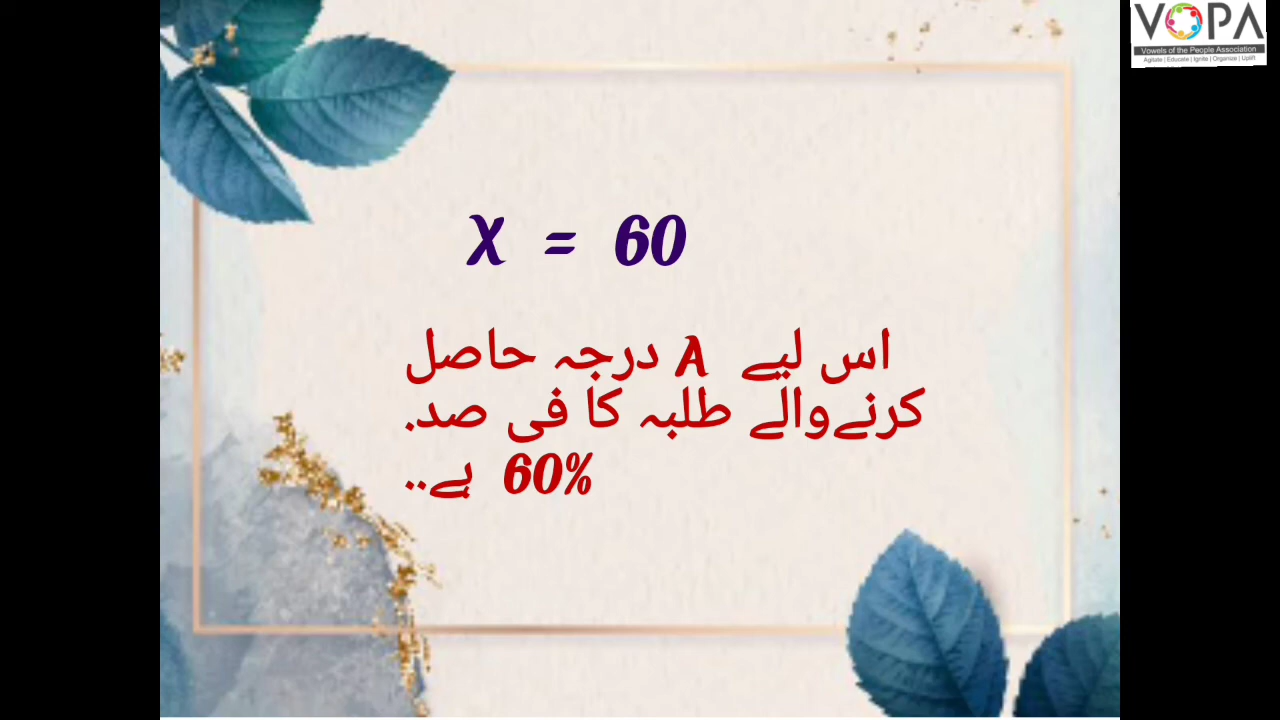 VOPA
Vowels of the People Association
Agitate | Educate | Ignite | Organize | Uplift
X = 60
اس لیے A درجہ حاصل
کرنےوالے طلبہ کا فی صد.
60% ہے..